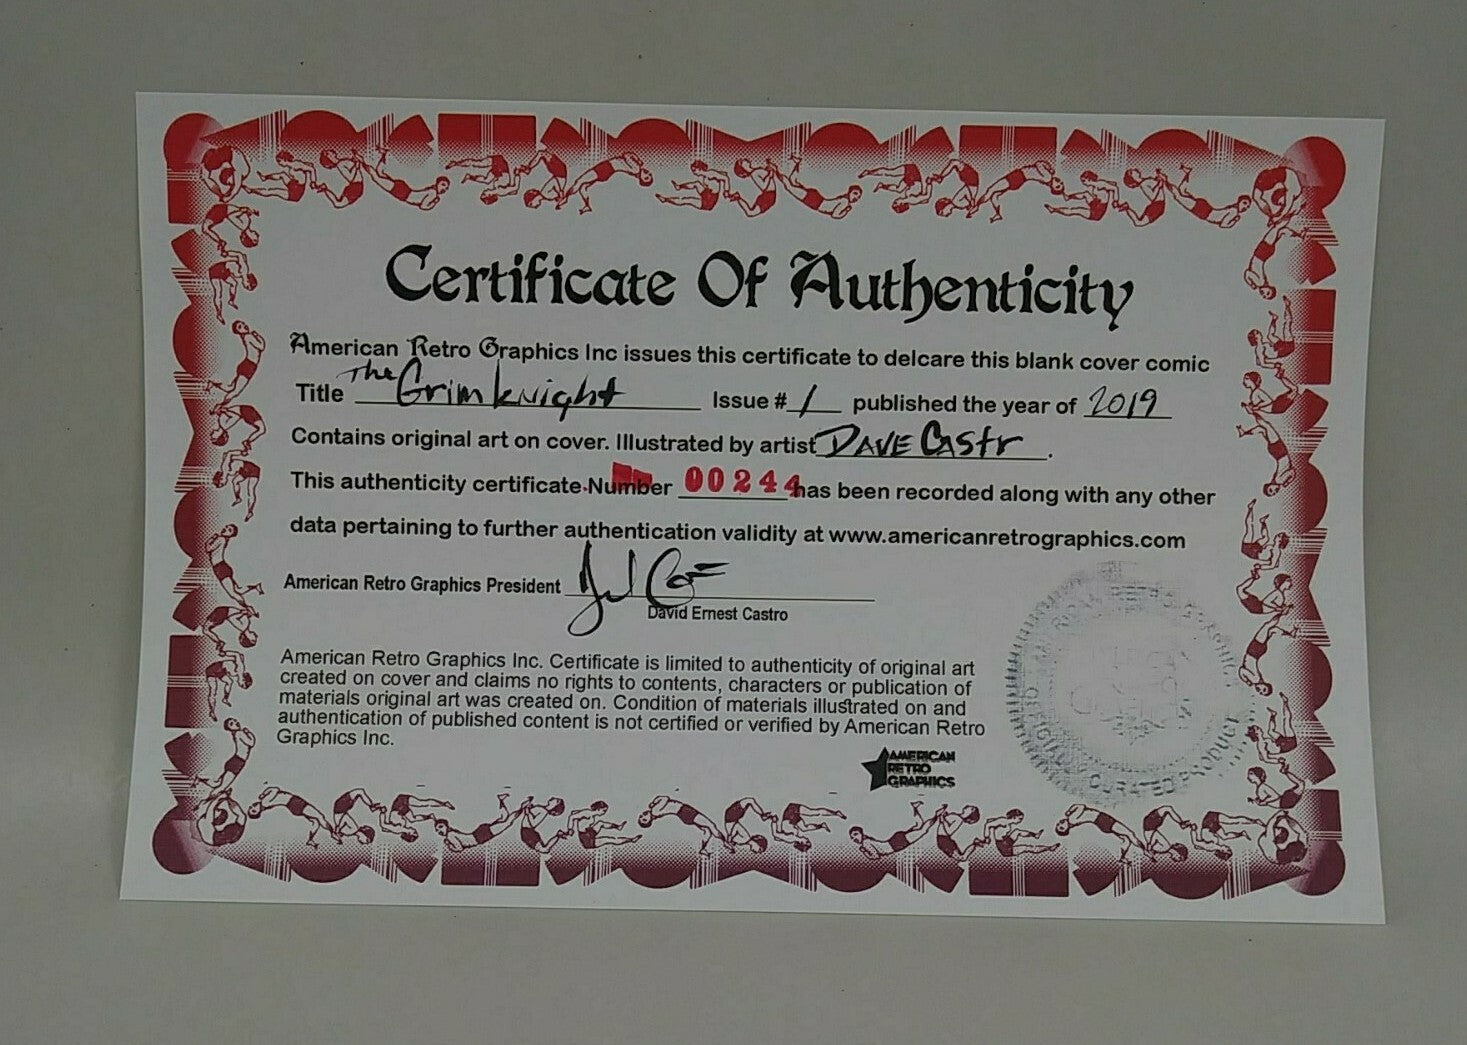 Certificate Of Authenticity
American Retro Graphics Inc issues this certificate to delcare this blank cover comic
Title The Grim Knight Issue # 1 published the year of 2019
Contains original art on cover. Illustrated by artist DAVE CAStr.
This authenticity certificate Number 00244 has been recorded along with any other
data pertaining to further authentication validity at www.americanretrographics.com
American Retro Graphics President
David Ernest Castro
American Retro Graphics Inc. Certificate is limited to authenticity of original art
created on cover and claims no rights to contents, characters or publication of
materials original art was created on. Condition of materials illustrated on and
authentication of published content is not certified or verified by American Retro
Graphics Inc.
AMERICAN
RETRO
GRAPHICS
CURATED PRODUCT